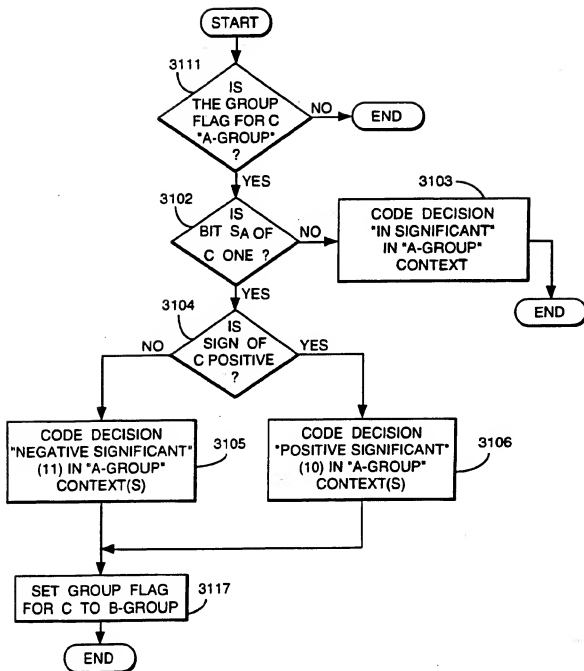 START
3111
IS
THE GROUP
FLAG FOR C
"A-GROUP"
?
NO
END
YES
3102
IS
BIT SA OF
C ONE ?
NO
3103
CODE DECISION
"IN SIGNIFICANT"
IN "A-GROUP"
CONTEXT
END
YES
3104
IS
SIGN OF
C POSITIVE
?
NO
YES
CODE DECISION
"NEGATIVE SIGNIFICANT"
(11) IN "A-GROUP"
CONTEXT(S)
3105
CODE DECISION
"POSITIVE SIGNIFICANT"
(10) IN "A-GROUP"
CONTEXT(S)
3106
SET GROUP FLAG
FOR C TO B-GROUP
3117
END